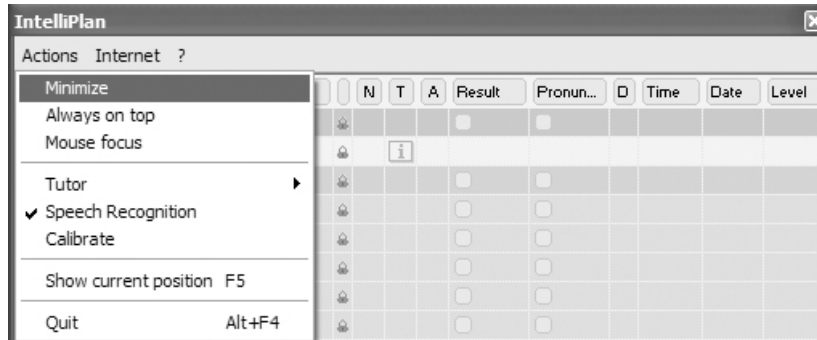 IntelliPlan
Actions Internet ?
Minimize
Always on top
Mouse focus
Tutor
Speech Recognition
Calibrate
Show current position F5
Quit Alt+F4
N T A Result Pronun... D Time Date Level
i